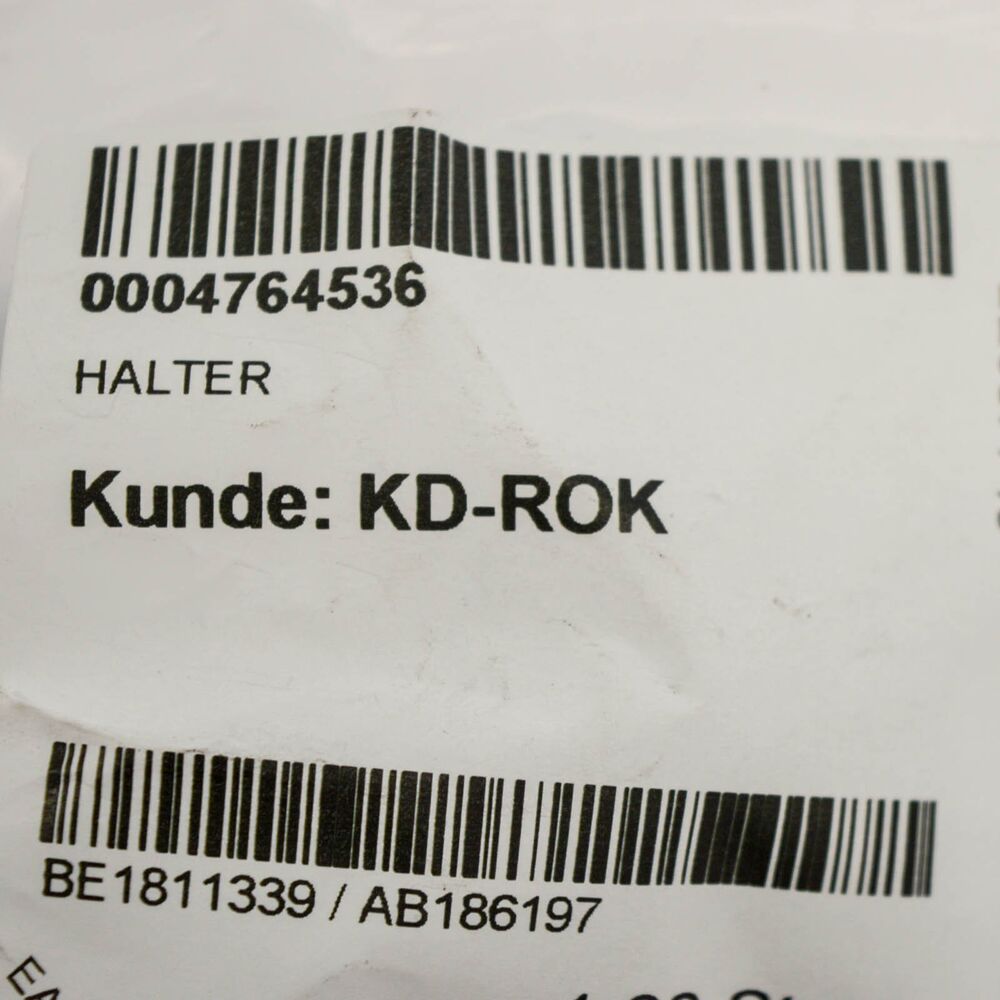 0004764536
HALTER
Kunde: KD-ROK
BE1811339 / AB186197